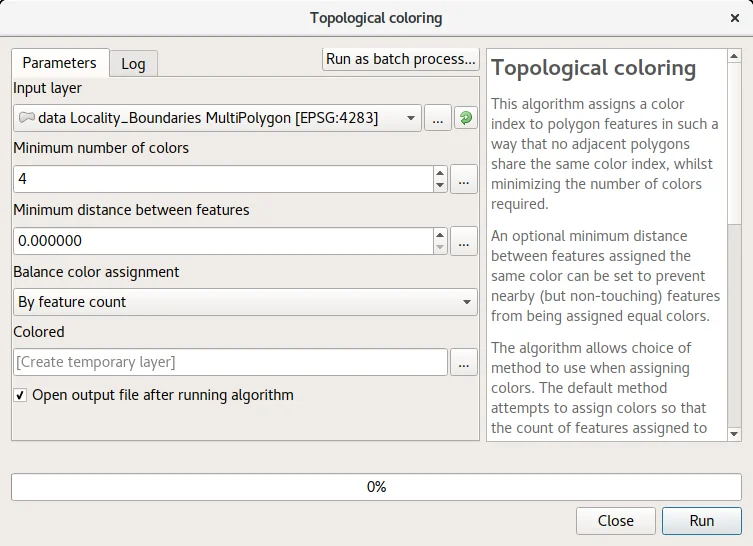 Topological coloring
Parameters
Log
Run as batch process...
Input layer
data Locality_Boundaries MultiPolygon [EPSG:4283]
...
Minimum number of colors
4
...
Minimum distance between features
0.000000
...
Balance color assignment
By feature count
Colored
[Create temporary layer]
...
Open output file after running algorithm
Topological coloring
This algorithm assigns a color
index to polygon features in such a
way that no adjacent polygons
share the same color index, whilst
minimizing the number of colors
required.
An optional minimum distance
between features assigned the
same color can be set to prevent
nearby (but non-touching) features
from being assigned equal colors.
The algorithm allows choice of
method to use when assigning
colors. The default method
attempts to assign colors so that
the count of features assigned to
0%
Close
Run